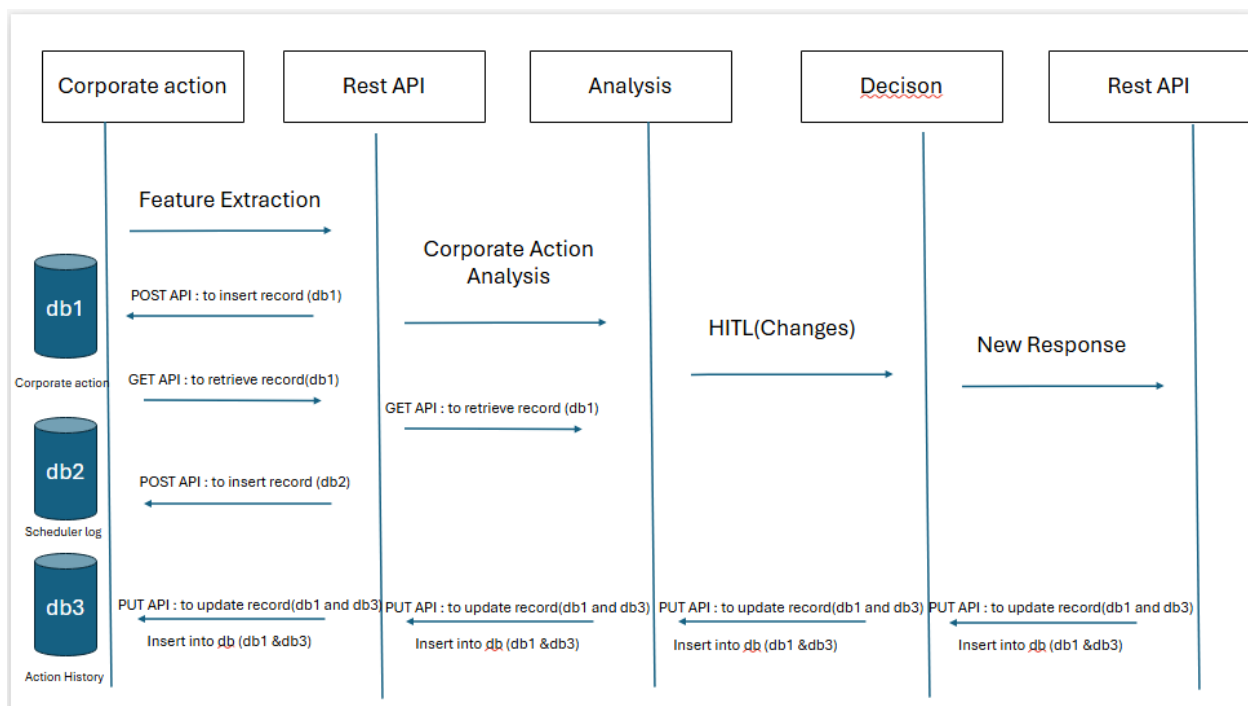 Corporate action
Rest API
Analysis
Decison
Rest API
Feature Extraction
Corporate Action
Analysis
HITL(Changes)
New Response
db1
Corporate action
POST API : to insert record (db1)
GET API : to retrieve record(db1)
GET API : to retrieve record (db1)
db2
Scheduler log
POST API : to insert record (db2)
db3
Action History
PUT API : to update record(db1 and db3)
Insert into db (db1 &db3)
PUT API : to update record(db1 and db3)
Insert into db (db1 &db3)
PUT API : to update record(db1 and db3)
Insert into db (db1 &db3)
PUT API : to update record(db1 and db3)
Insert into db (db1 &db3)